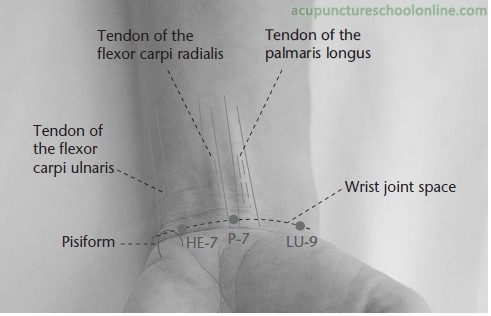 acupunctureschoolonline.com
Tendon of the
flexor carpi radialis
Tendon of the
palmaris longus
Tendon of
the flexor
carpi ulnaris
Wrist joint space
Pisiform
HE-7
P-7
LU-9